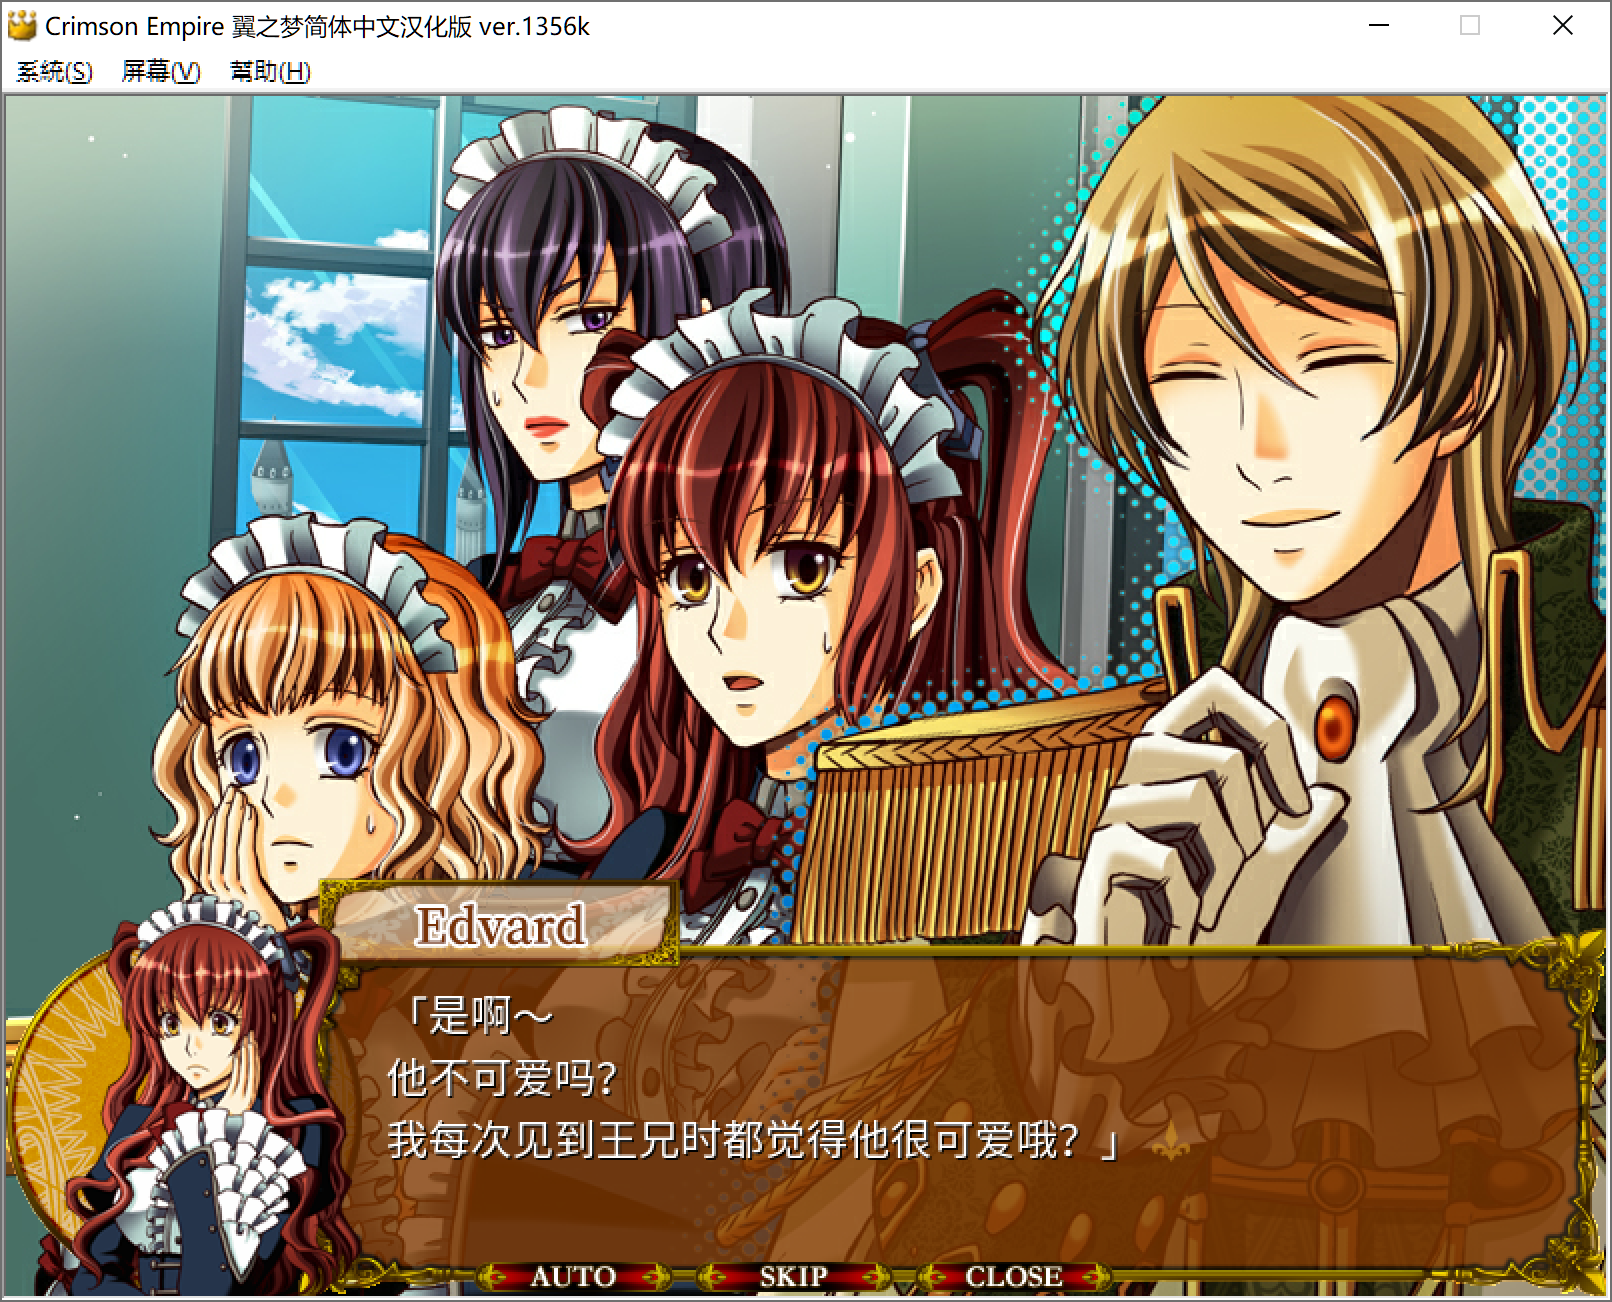 Crimson Empire 翼之梦简体中文汉化版 ver.1356k
系統(S) 屏幕(V) 幫助(H)
Edvard
「是啊～
他不可爱吗？
我每次见到王兄时都觉得他很可爱哦？」
AUTO SKIP CLOSE